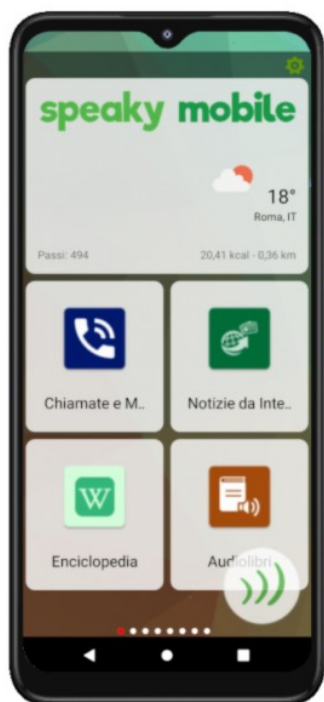 speaky mobile
18°
Roma, IT
Passi: 494
20,41 kcal - 0,36 km
Chiamate e M..
Notizie da Inte..
W
Enciclopedia
Audiolibri